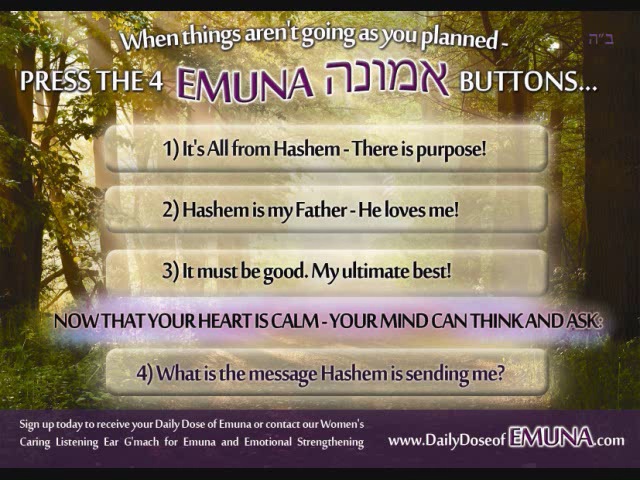 When things aren't going as you planned -
ב"ה
PRESS THE 4 EMUNA אמונה BUTTONS...
1) It's All from Hashem - There is purpose!
2) Hashem is my Father - He loves me!
3) It must be good. My ultimate best!
NOW THAT YOUR HEART IS CALM - YOUR MIND CAN THINK AND ASK:
4) What is the message Hashem is sending me?
Sign up today to receive your Daily Dose of Emuna or contact our Women's
Caring Listening Ear G'mach for Emuna and Emotional Strengthening
www.DailyDoseofEMUNA.com